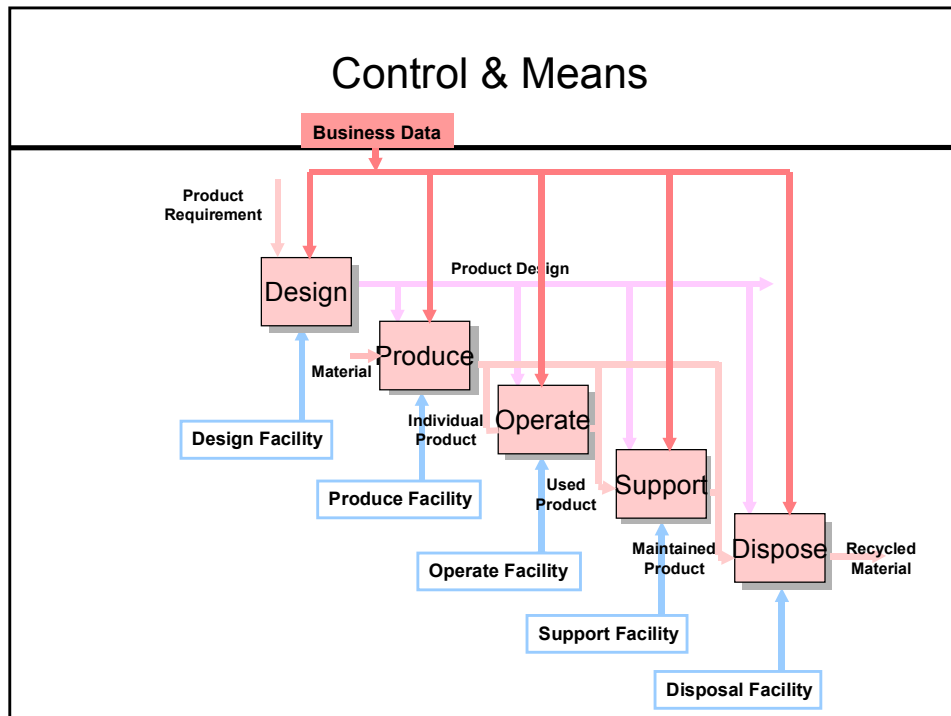 Control & Means
Business Data
Product
Requirement
Product Design
Design
Material
Produce
Individual
Product
Operate
Design Facility
Used
Product
Support
Produce Facility
Maintained
Product
Dispose
Recycled
Material
Operate Facility
Support Facility
Disposal Facility